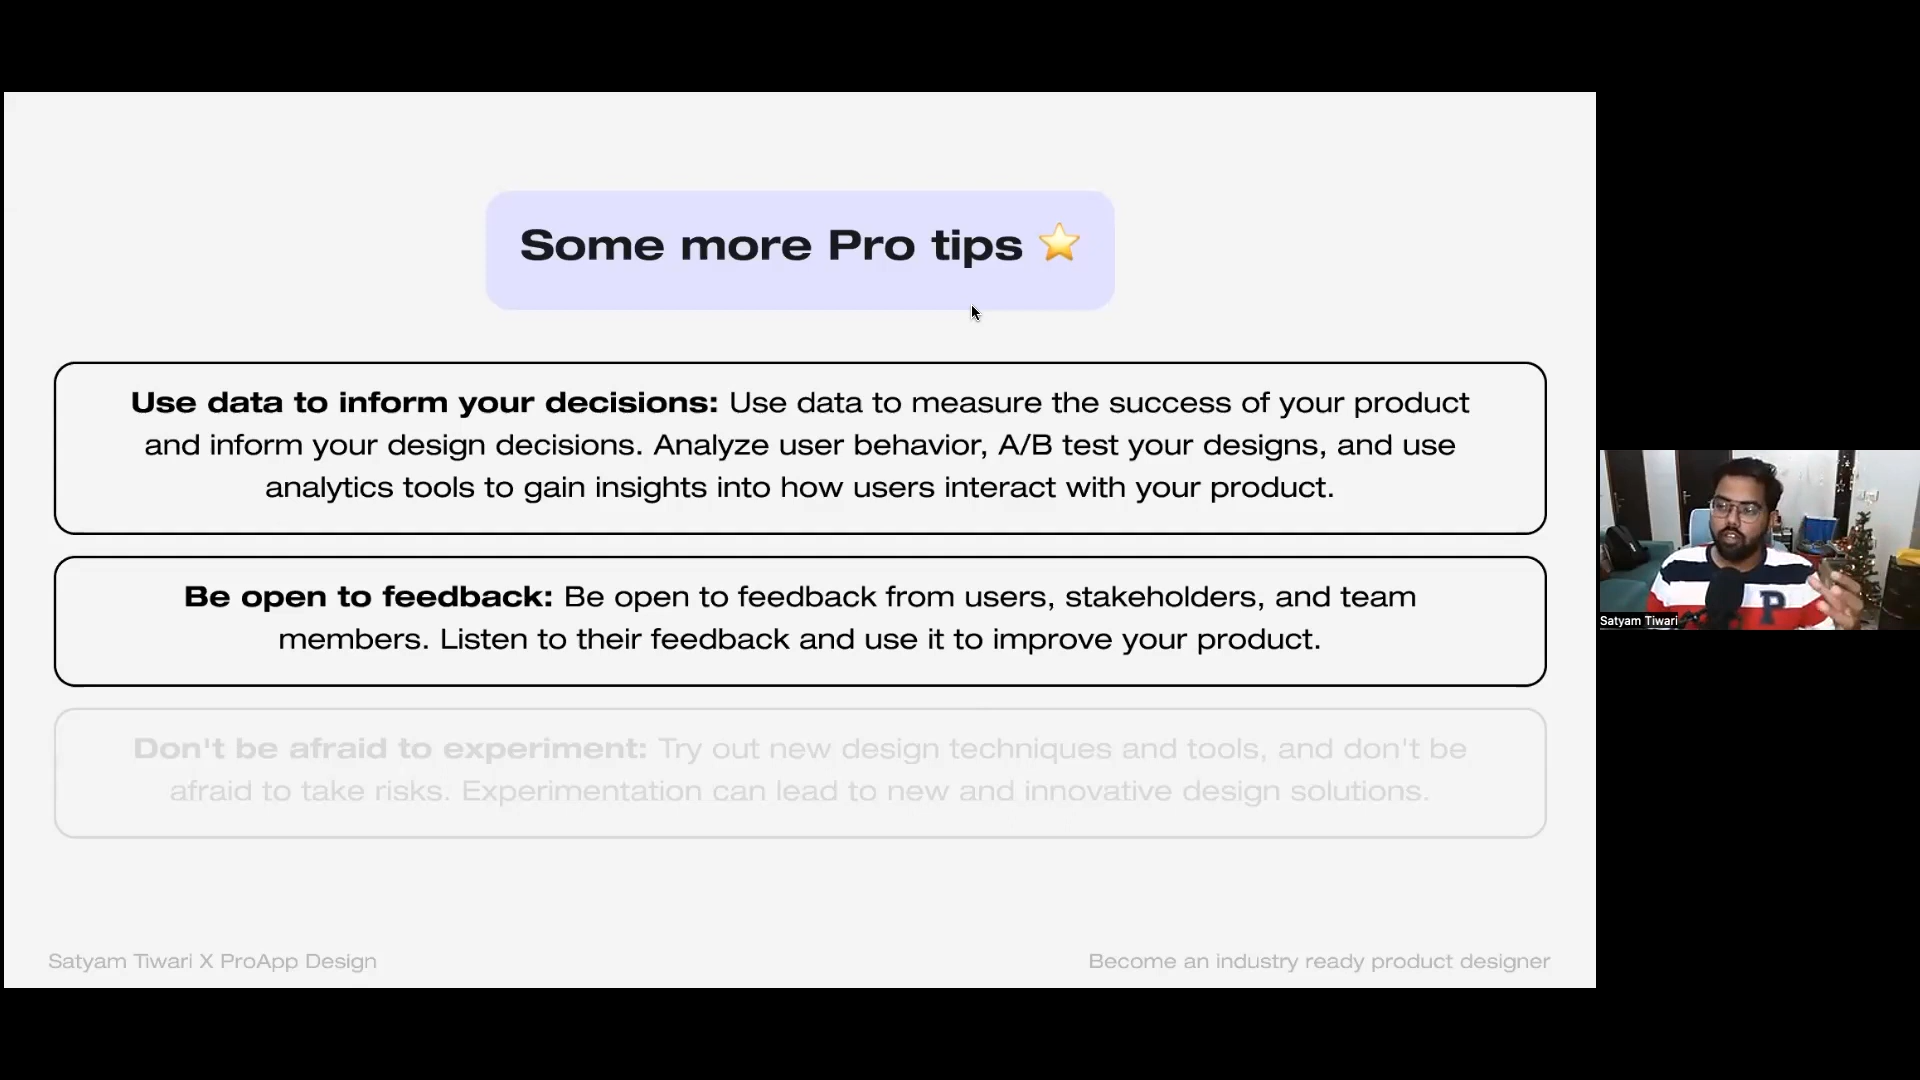 Some more Pro tips ⭐
Use data to inform your decisions: Use data to measure the success of your product
and inform your design decisions. Analyze user behavior, A/B test your designs, and use
analytics tools to gain insights into how users interact with your product.
Be open to feedback: Be open to feedback from users, stakeholders, and team
members. Listen to their feedback and use it to improve your product.
Don't be afraid to experiment: Try out new design techniques and tools, and don't be
afraid to take risks. Experimentation can lead to new and innovative design solutions.
Satyam Tiwari X ProApp Design
Become an industry ready product designer
P
Satyam Tiwari